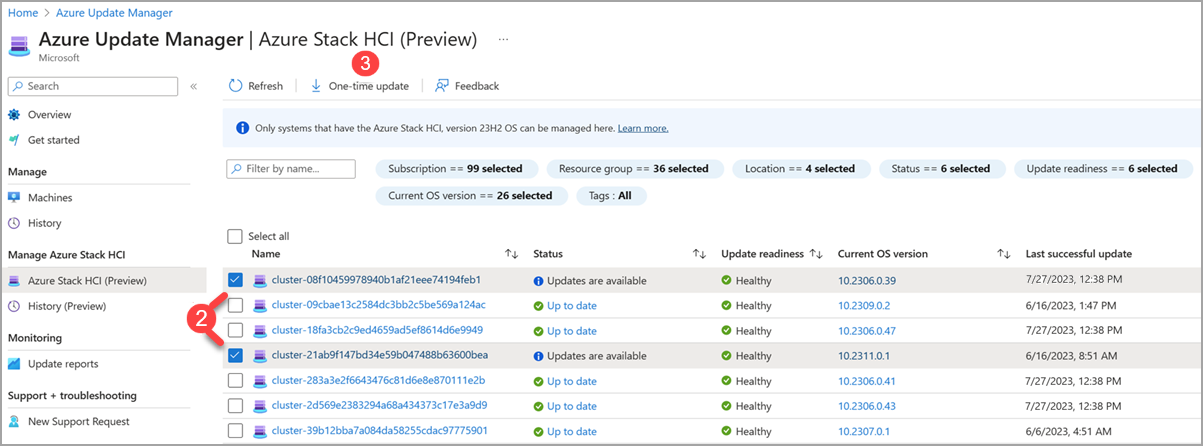 Home > Azure Update Manager
Azure Update Manager | Azure Stack HCI (Preview) ...
Microsoft
3
Search «
Refresh One-time update Feedback
Overview
Get started
Manage
Machines
History
Manage Azure Stack HCI
Azure Stack HCI (Preview)
History (Preview)
Monitoring
Update reports
Support + troubleshooting
New Support Request
Only systems that have the Azure Stack HCI, version 23H2 OS can be managed here. Learn more.
Filter by name... Subscription == 99 selected Resource group == 36 selected Location == 4 selected Status == 6 selected Update readiness == 6 selected
Current OS version == 26 selected Tags : All
Select all
Name Status Update readiness Current OS version Last successful update
cluster-08f10459978940b1af21eee74194feb1 Updates are available Healthy 10.2306.0.39 7/27/2023, 12:38 PM
cluster-09cbae13c2584dc3bb2c5be569a124ac Up to date Healthy 10.2309.0.2 6/16/2023, 1:47 PM
2
cluster-18fa3cb2c9ed4659ad5ef8614d6e9949 Up to date Healthy 10.2306.0.47 7/27/2023, 12:38 PM
cluster-21ab9f147bd34e59b047488b63600bea Updates are available Healthy 10.2311.0.1 6/16/2023, 8:51 AM
cluster-283a3e2f6643476c81d6e8e870111e2b Up to date Healthy 10.2306.0.41 7/27/2023, 12:38 PM
cluster-2d569e2383294a68a434373c17e3a9d9 Up to date Healthy 10.2306.0.43 7/27/2023, 12:38 PM
cluster-39b12bba7a084da58255cdac97775901 Up to date Healthy 10.2307.0.1 6/6/2023, 4:51 AM